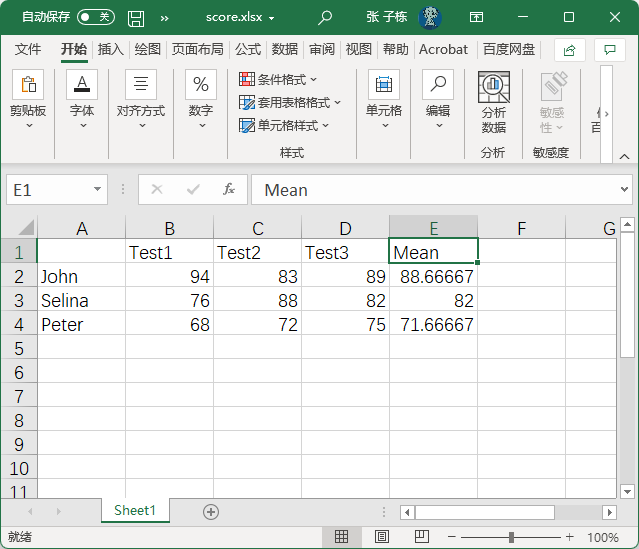 自动保存 关 » score.xlsx 张 子栋
文件 开始 插入 绘图 页面布局 公式 数据 审阅 视图 帮助 Acrobat 百度网盘
剪贴板 字体 对齐方式 % 数字 条件格式 套用表格格式 单元格样式 样式 单元格 编辑 分析数据 分析 敏感性 敏感度 百
E1 fx Mean
A B C D E F G
1 Test1 Test2 Test3 Mean
2 John 94 83 89 88.66667
3 Selina 76 88 82 82
4 Peter 68 72 75 71.66667
5
6
7
8
9
10
11
Sheet1
就绪 100%